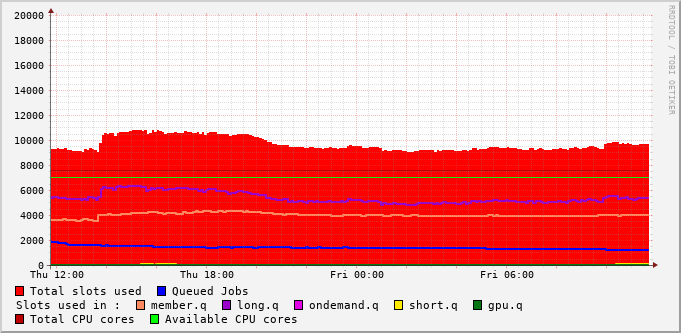 20000
18000
16000
14000
12000
10000
8000
6000
4000
2000
0
Thu 12:00 Thu 18:00 Fri 00:00 Fri 06:00
Total slots used Queued Jobs
Slots used in : member.q long.q ondemand.q short.q gpu.q
Total CPU cores Available CPU cores
RRDTOOL / TOBI OETIKER